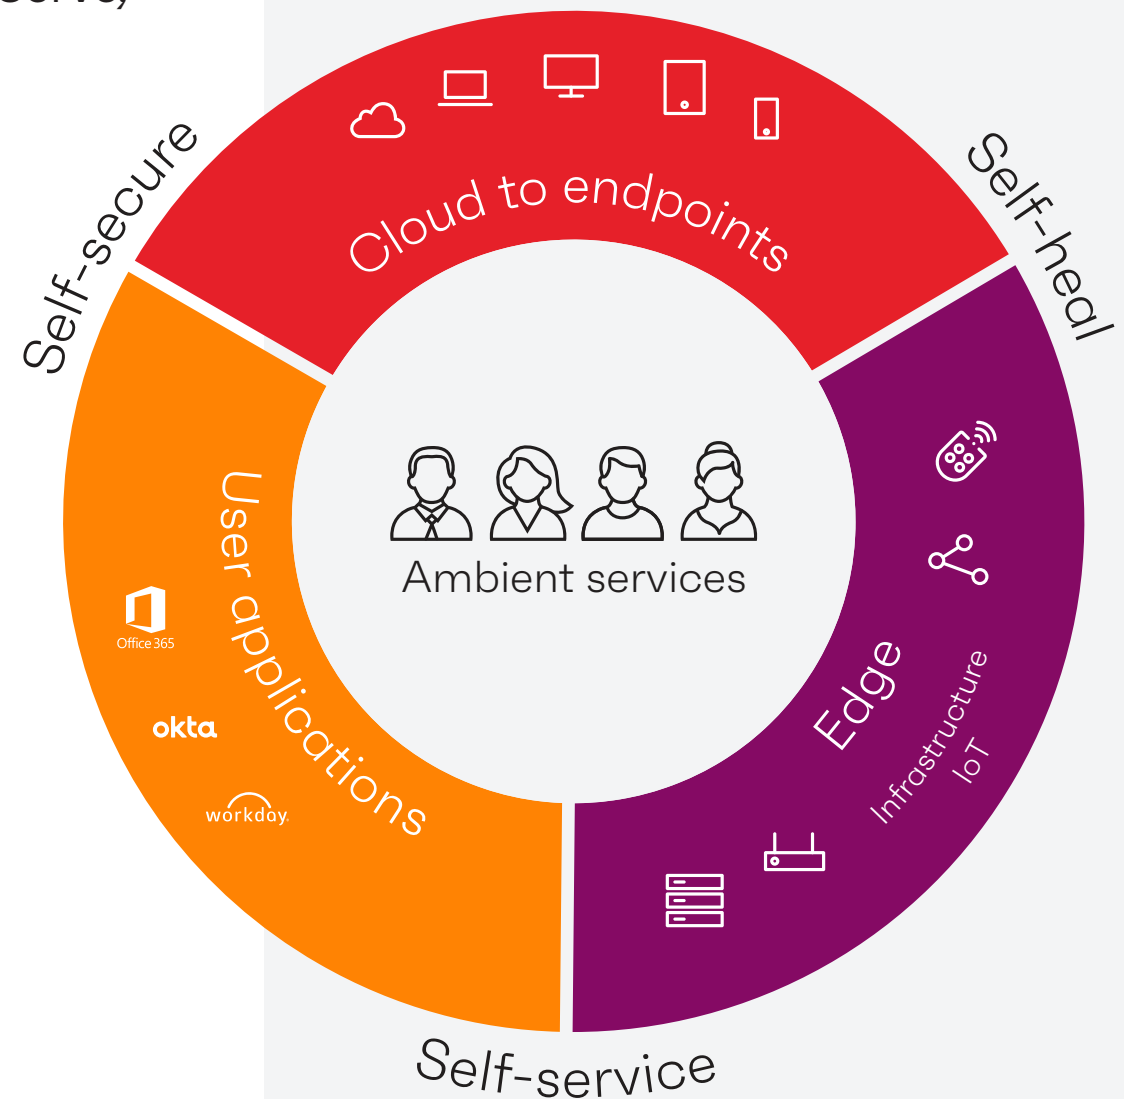 Self-secure
Cloud to endpoints
Self-heal
User applications
Office 365
okta
workday.
Ambient services
Edge
Infrastructure
IoT
Self-service